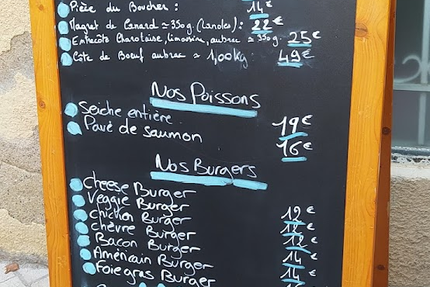 Pièce du Boucher : 14€
Magret de Canard ≃ 350g. (Landes) : 22€
Entrecôte Charolaise, limousine, aubrac ≃ 350g. 25€
Côte de Boeuf aubrac ≃ 1,00kg : 49€
Nos Poissons
Seiche entière 19€
Pavé de saumon 16€
Nos Burgers
Cheese Burger
Veggie Burger 12€
Chicken Burger 12€
Chèvre Burger 12€
Bacon Burger 14€
Américain Burger 14€
Foie gras Burger